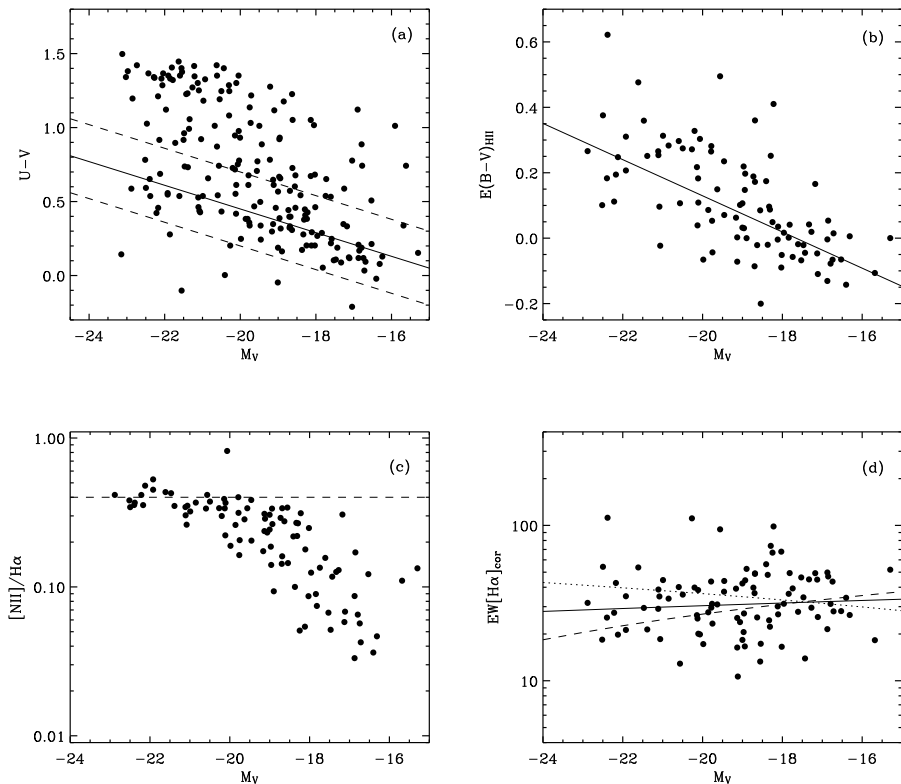 (a)
1.5
1.0
0.5
0.0
U−V
−24 −22 −20 −18 −16
M_V
(b)
0.6
0.4
0.2
0.0
−0.2
E(B−V)_HII
−24 −22 −20 −18 −16
M_V
(c)
1.00
0.10
0.01
[NII]/Hα
−24 −22 −20 −18 −16
M_V
(d)
100
10
EW[Hα]_cor
−24 −22 −20 −18 −16
M_V